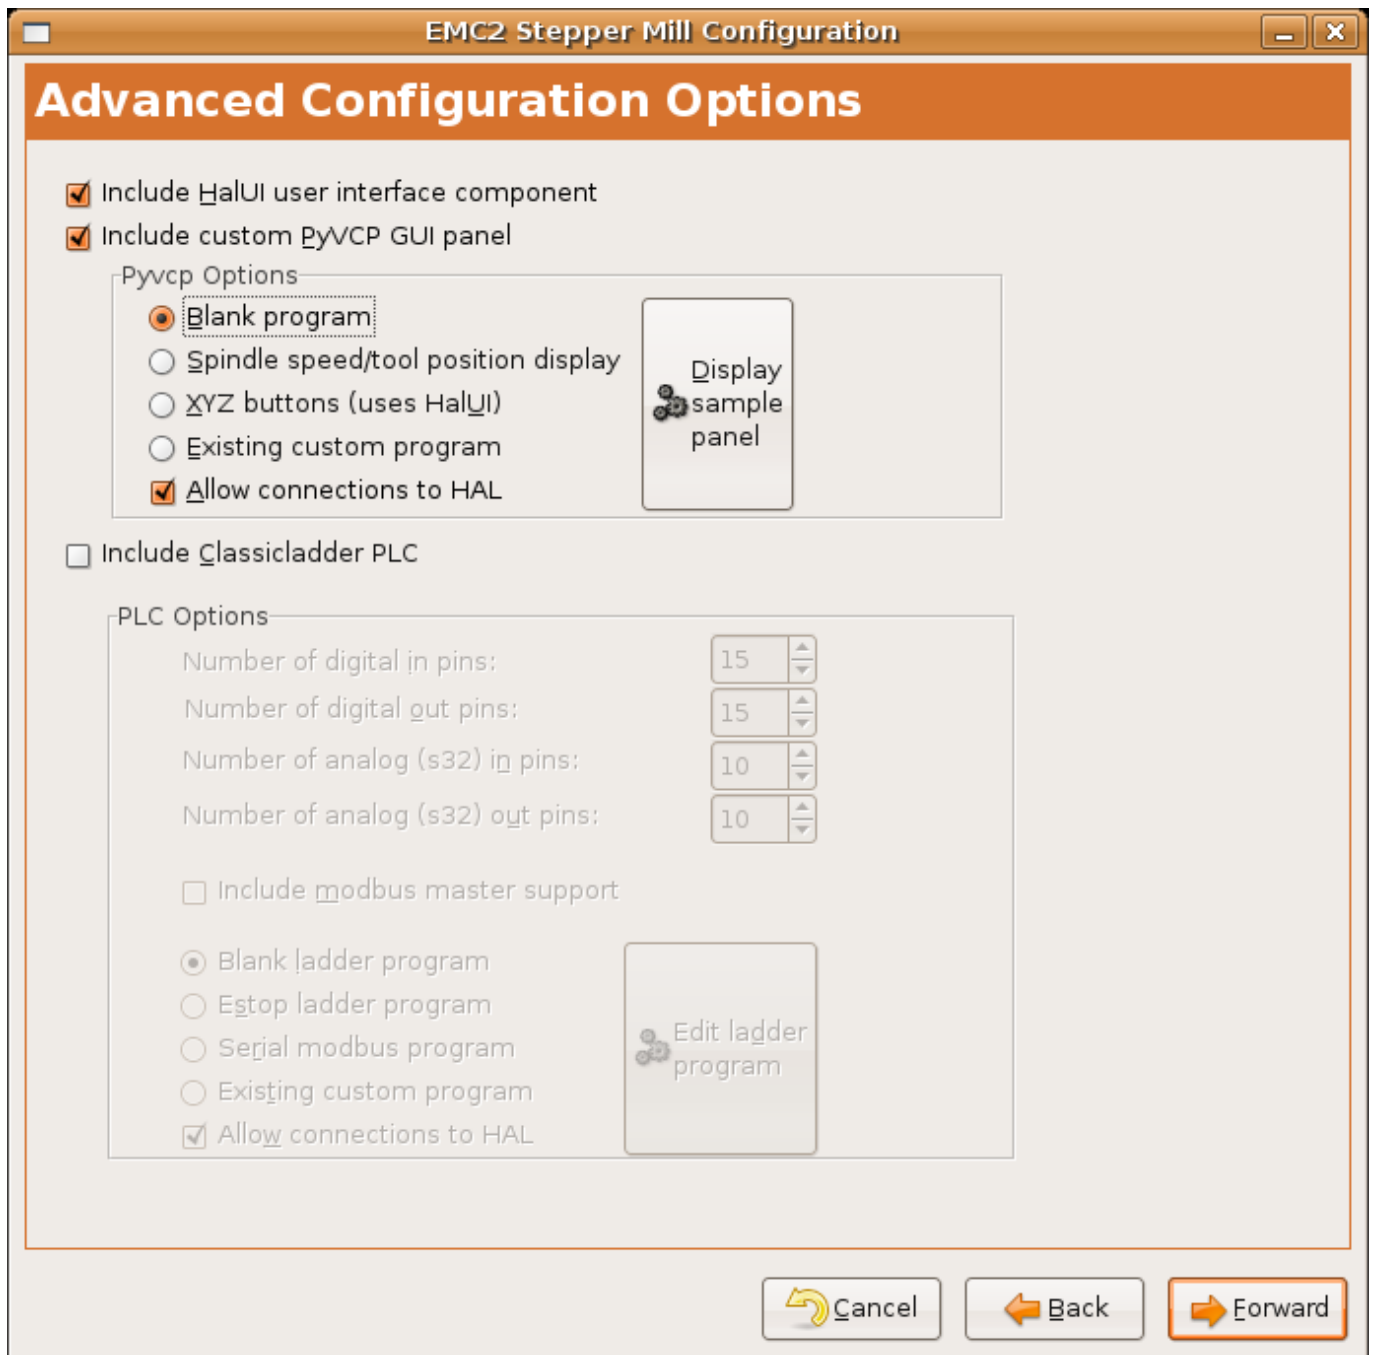 EMC2 Stepper Mill Configuration
Advanced Configuration Options
Include HalUI user interface component
Include custom PyVCP GUI panel
Pyvcp Options
Blank program
Spindle speed/tool position display
XYZ buttons (uses HalUI)
Existing custom program
Allow connections to HAL
Display
sample
panel
Include Classicladder PLC
PLC Options
Number of digital in pins: 15
Number of digital out pins: 15
Number of analog (s32) in pins: 10
Number of analog (s32) out pins: 10
Include modbus master support
Blank ladder program
Estop ladder program
Serial modbus program
Existing custom program
Allow connections to HAL
Edit ladder
program
Cancel Back Forward